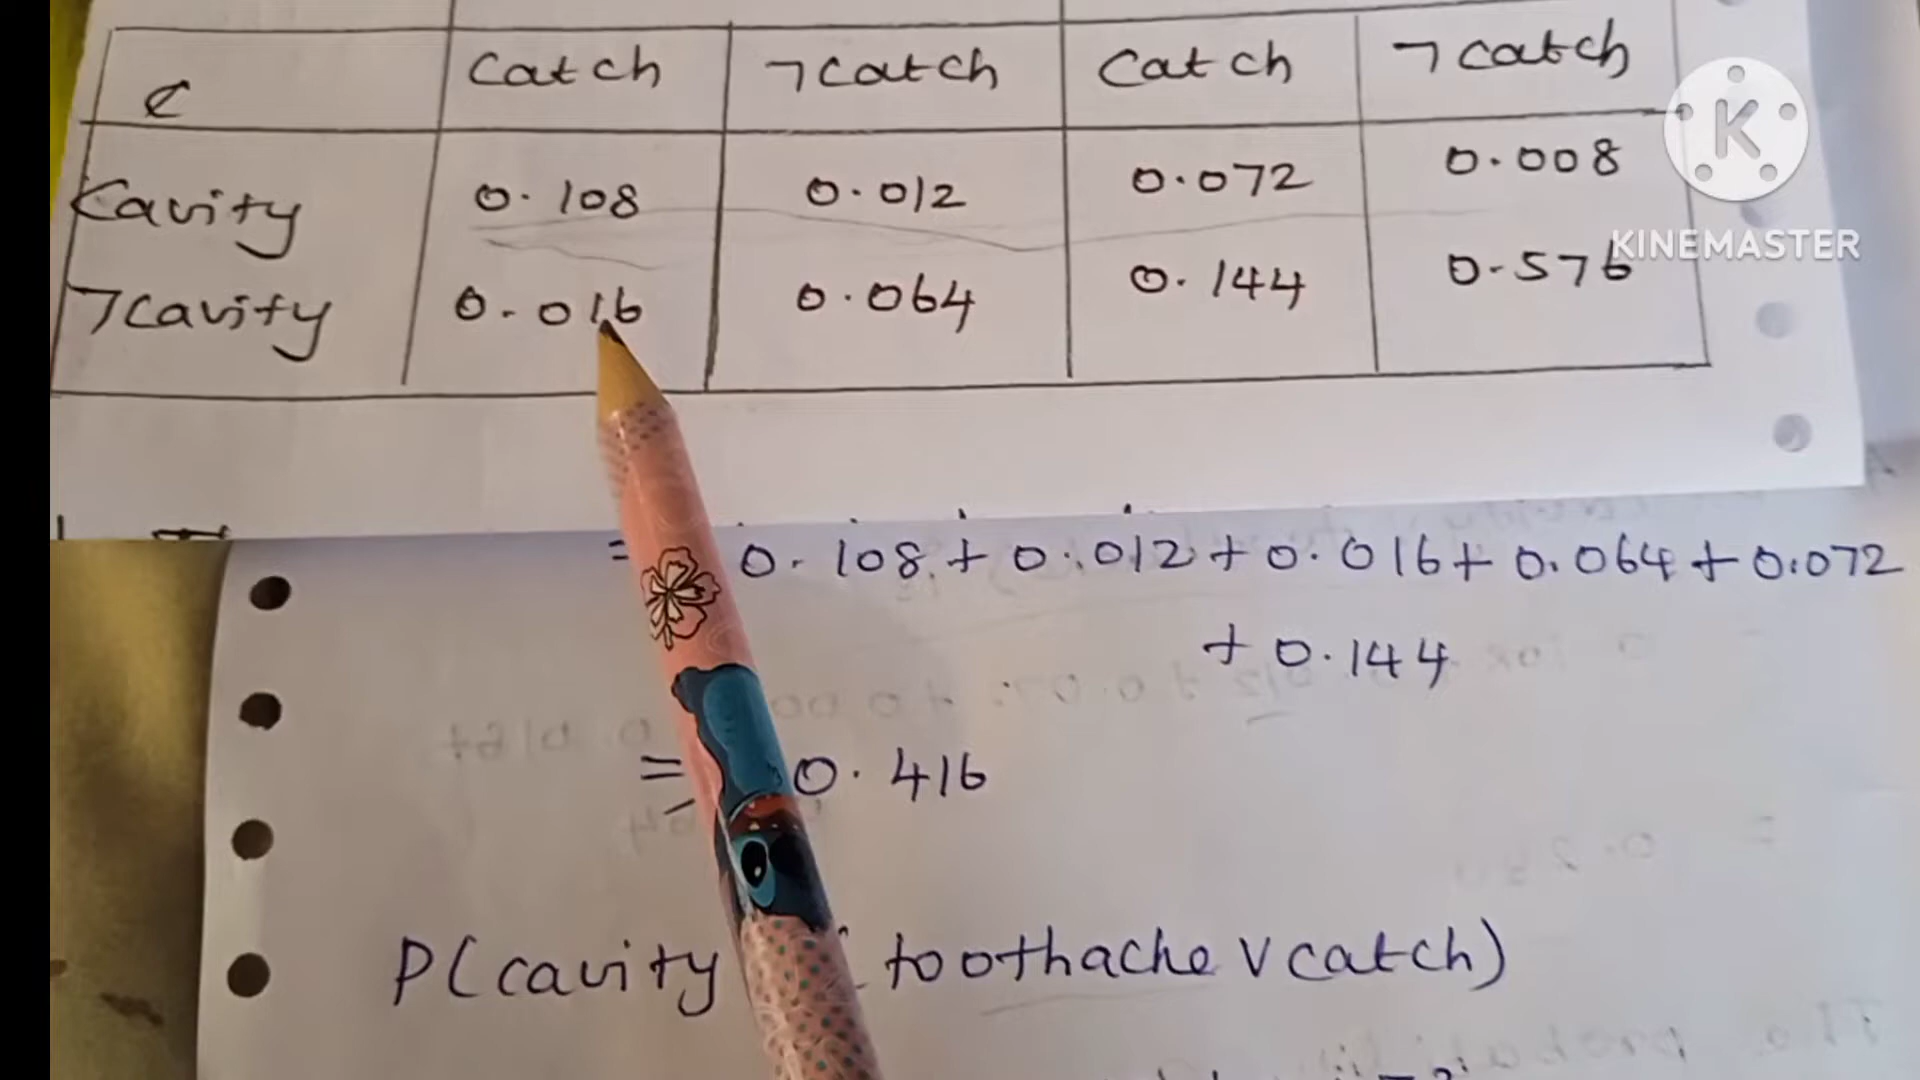 Catch ¬Catch Catch ¬Catch
Cavity 0.108 0.012 0.072 0.008
¬Cavity 0.016 0.064 0.144 0.576
K
KINEMASTER
= 0.108 + 0.012 + 0.016 + 0.064 + 0.072
+ 0.144
= 0.416
P(cavity toothache V catch)